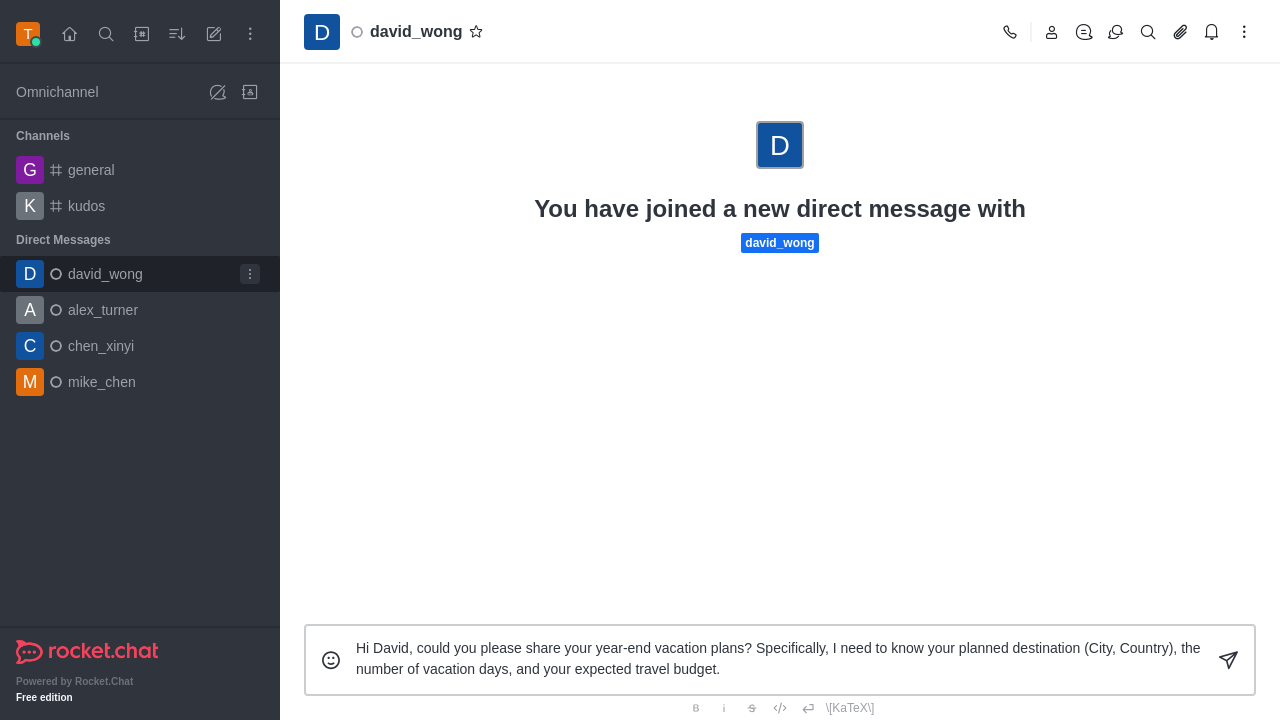 T
Omnichannel
Channels
G general
K kudos
Direct Messages
D david_wong
A alex_turner
C chen_xinyi
M mike_chen
rocket.chat
Powered by Rocket.Chat
Free edition
D david_wong
D
You have joined a new direct message with
david_wong
Hi David, could you please share your year-end vacation plans? Specifically, I need to know your planned destination (City, Country), the
number of vacation days, and your expected travel budget.
B i S \[KaTeX\]